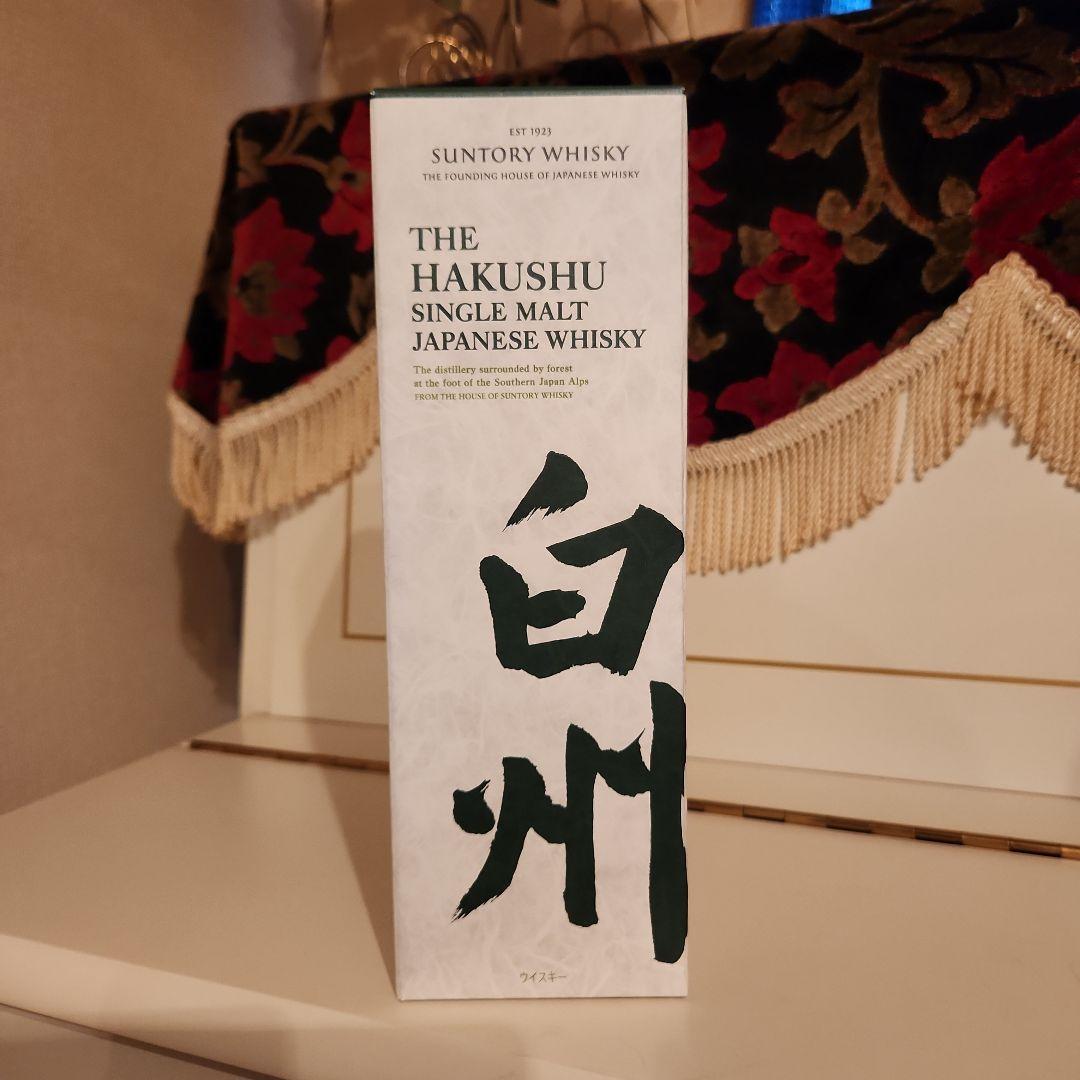 EST 1923
SUNTORY WHISKY
THE FOUNDING HOUSE OF JAPANESE WHISKY
THE
HAKUSHU
SINGLE MALT
JAPANESE WHISKY
The distillery surrounded by forest
at the foot of the Southern Japan Alps
FROM THE HOUSE OF SUNTORY WHISKY
白
州
ウイスキー